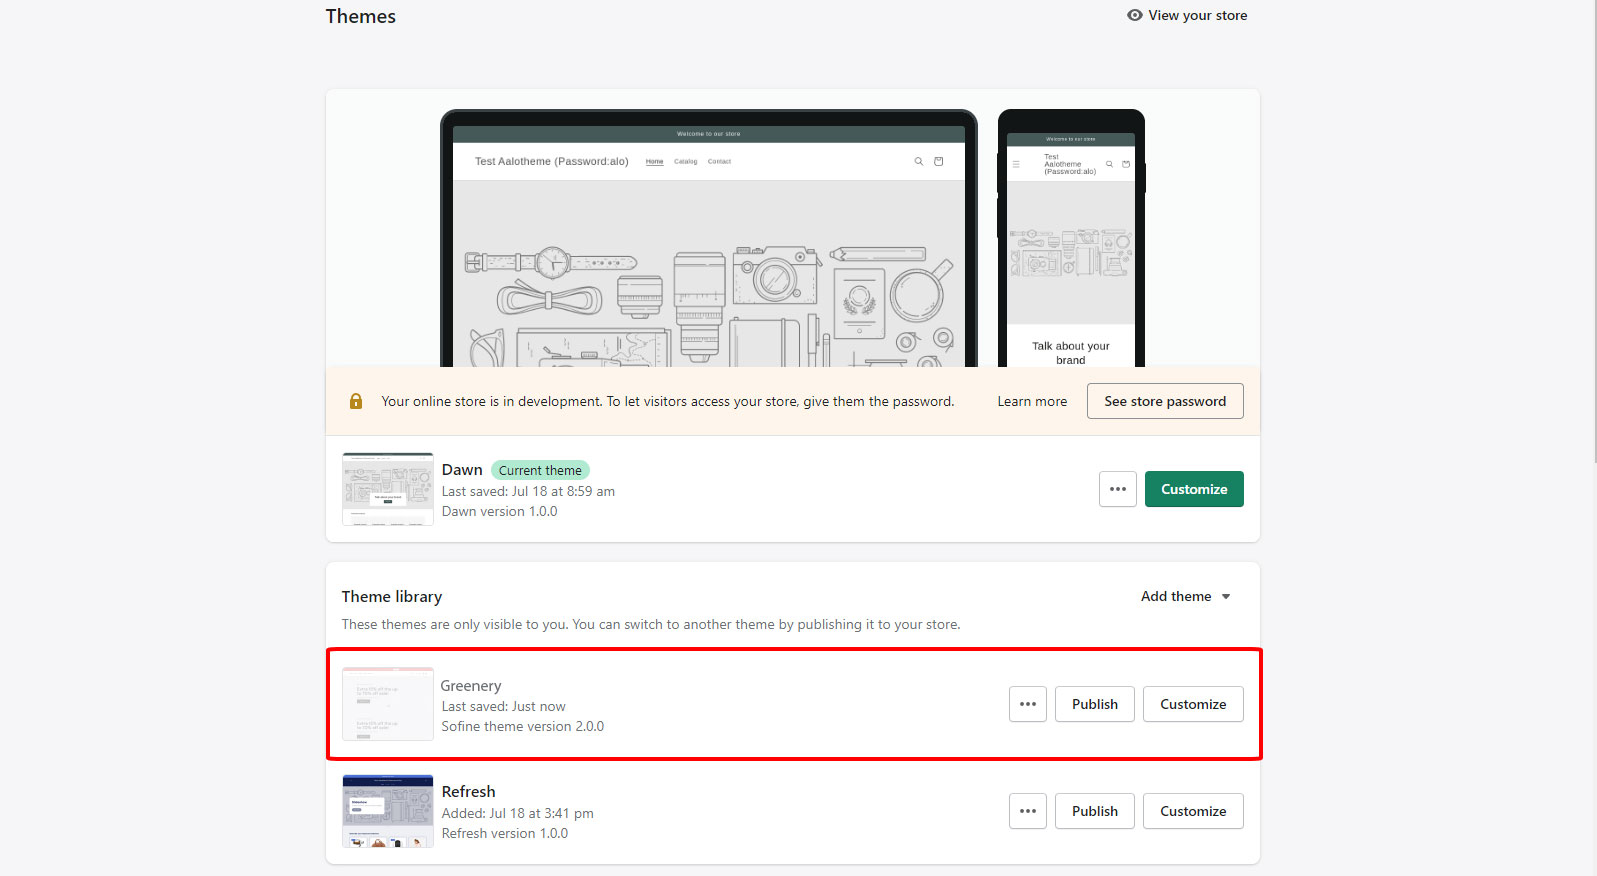 Themes
View your store
Welcome to our store
Test Aalotheme (Password:alo)
Home Catalog Contact
Welcome to our store
Test
Aalotheme
(Password:alo)
Talk about your
brand
Your online store is in development. To let visitors access your store, give them the password.
Learn more
See store password
Dawn Current theme
Last saved: Jul 18 at 8:59 am
Dawn version 1.0.0
Customize
Theme library
Add theme
These themes are only visible to you. You can switch to another theme by publishing it to your store.
Greenery
Last saved: Just now
Sofine theme version 2.0.0
Publish
Customize
Refresh
Added: Jul 18 at 3:41 pm
Refresh version 1.0.0
Publish
Customize